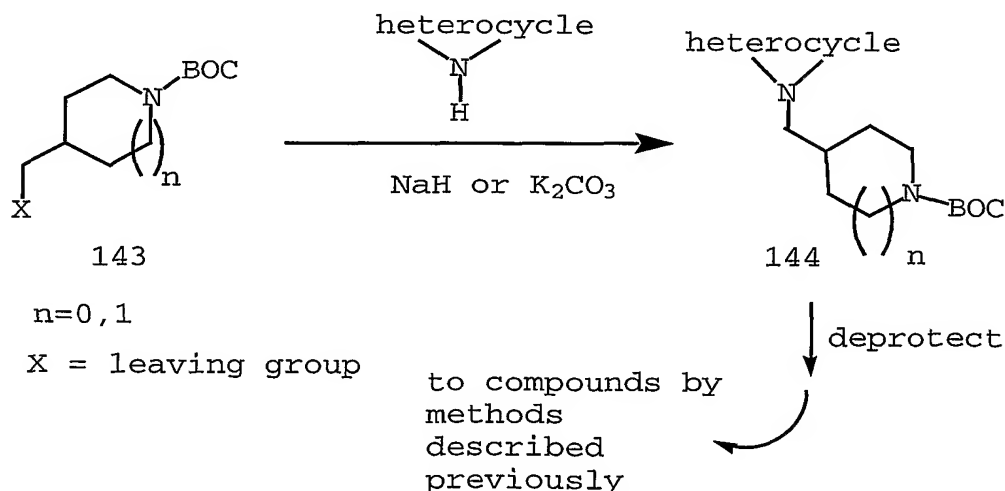 heterocycle
N
H
N
BOC
n
X
NaH or K₂CO₃
143
n=0,1
X = leaving group
heterocycle
N
N
BOC
n
144
deprotect
to compounds by
methods
described
previously